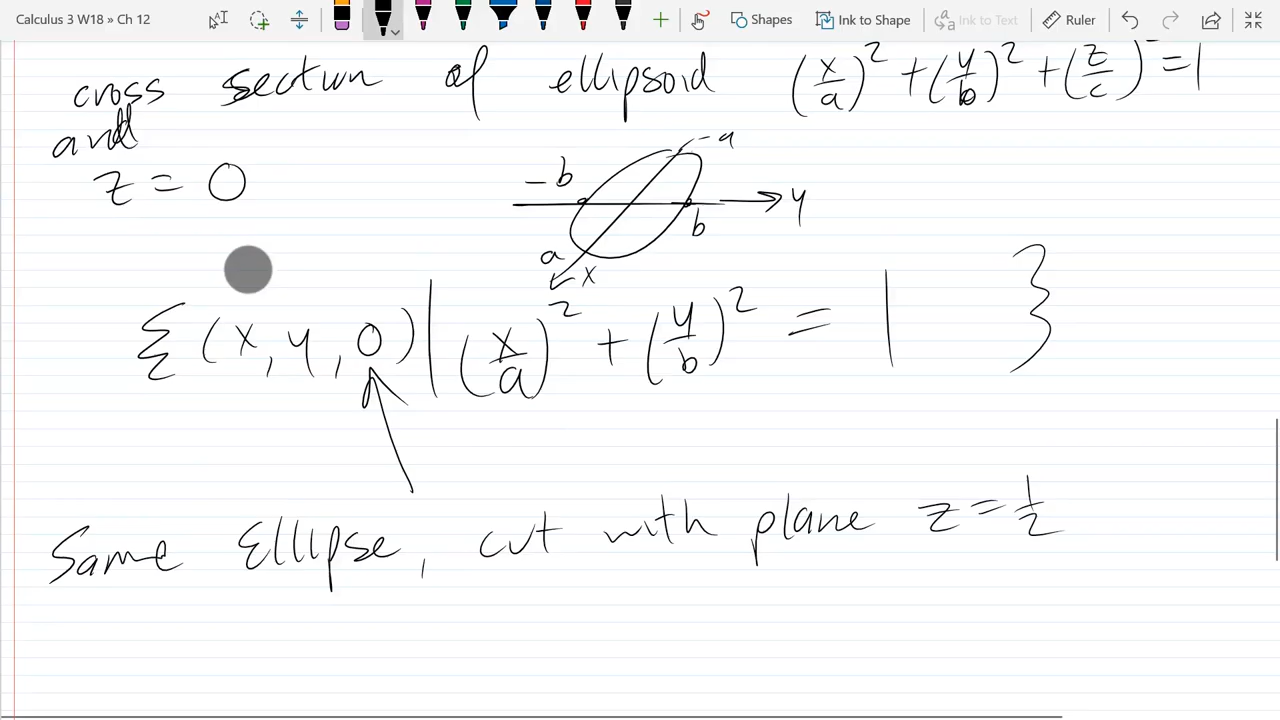 Calculus 3 W18 » Ch 12 Shapes Ink to Shape Ink to Text Ruler
cross section of ellipsoid (x/a)² + (y/b)² + (z/c)² = 1
and
z = 0
-a
-b
y
b
a
x
{ (x, y, 0) | (x/a)² + (y/b)² = 1 }
Same Ellipse, cut with plane z = 1/2